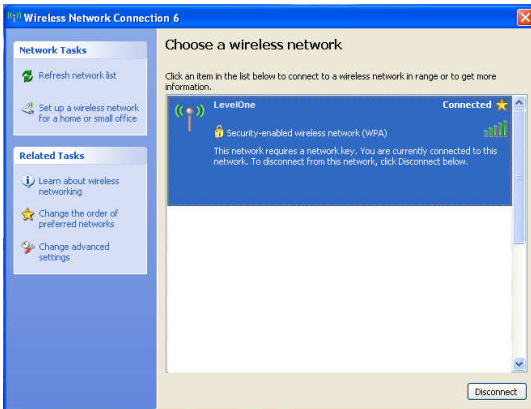 Wireless Network Connection 6
Network Tasks
Refresh network list
Set up a wireless network
for a home or small office
Related Tasks
Learn about wireless
networking
Change the order of
preferred networks
Change advanced
settings
Choose a wireless network
Click an item in the list below to connect to a wireless network in range or to get more
information.
LevelOne Connected
Security-enabled wireless network (WPA)
This network requires a network key. You are currently connected to this
network. To disconnect from this network, click Disconnect below.
Disconnect